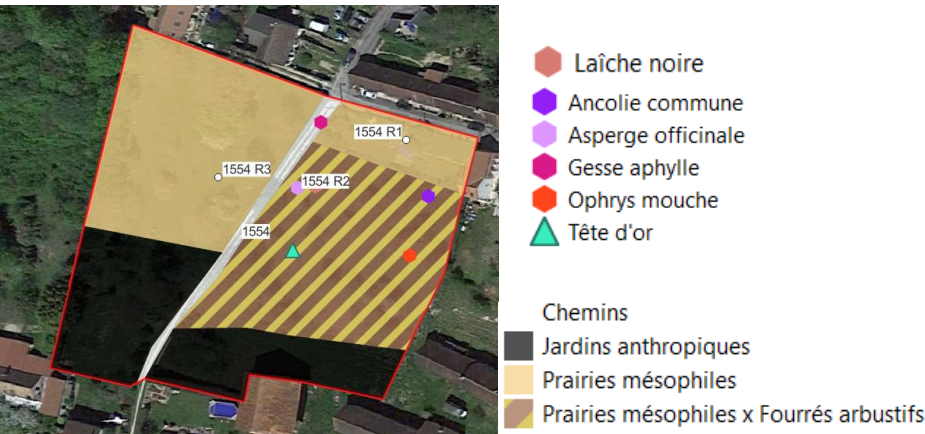 1554 R1
1554 R3
1554 R2
1554
Laîche noire
Ancolie commune
Asperge officinale
Gesse aphylle
Ophrys mouche
Tête d'or
Chemins
Jardins anthropiques
Prairies mésophiles
Prairies mésophiles x Fourrés arbustifs